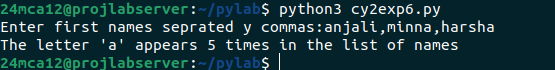 24mca12@projlabserver:~/pylab$ python3 cy2exp6.py
Enter first names seprated y commas:anjali,minna,harsha
The letter 'a' appears 5 times in the list of names
24mca12@projlabserver:~/pylab$